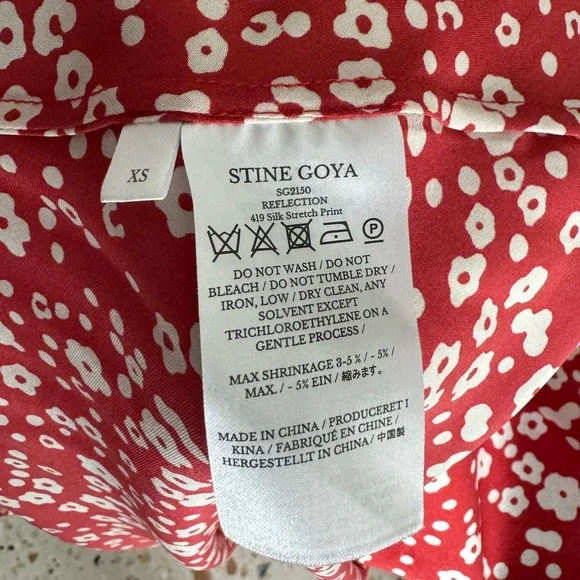 XS
STINE GOYA
SG2150
REFLECTION
419 Silk Stretch Print
P
DO NOT WASH / DO NOT
BLEACH / DO NOT TUMBLE DRY /
IRON, LOW / DRY CLEAN, ANY
SOLVENT EXCEPT
TRICHLOROETHYLENE ON A
GENTLE PROCESS /
MAX SHRINKAGE 3-5 % / - 5% /
MAX. / - 5% EIN / 縮みます。
MADE IN CHINA / PRODUCERET I
KINA / FABRIQUÉ EN CHINE /
HERGESTELLT IN CHINA / 中国製